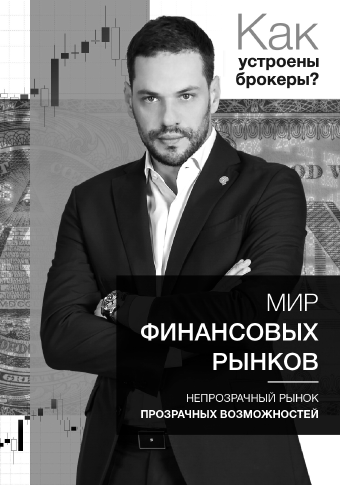 Как
устроены
брокеры?
МИР
ФИНАНСОВЫХ
РЫНКОВ
НЕПРОЗРАЧНЫЙ РЫНОК
ПРОЗРАЧНЫХ ВОЗМОЖНОСТЕЙ